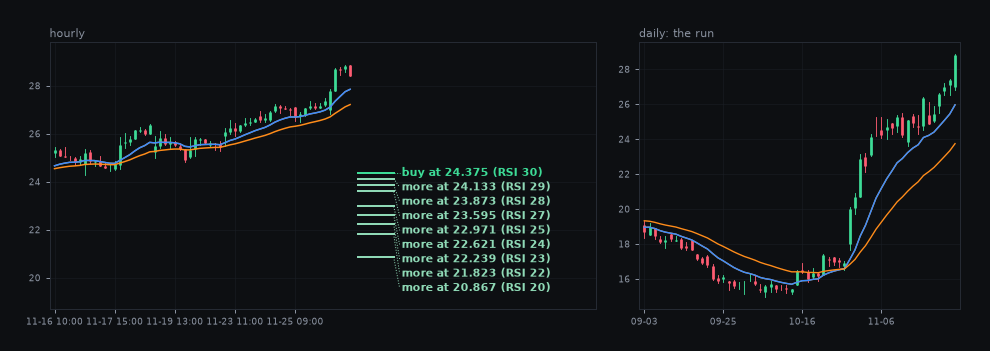 hourly
28
26
24
22
20
11-16 10:00 11-17 15:00 11-19 13:00 11-23 11:00 11-25 09:00
buy at 24.375 (RSI 30)
more at 24.133 (RSI 29)
more at 23.873 (RSI 28)
more at 23.595 (RSI 27)
more at 22.971 (RSI 25)
more at 22.621 (RSI 24)
more at 22.239 (RSI 23)
more at 21.823 (RSI 22)
more at 20.867 (RSI 20)
daily: the run
28
26
24
22
20
18
16
09-03 09-25 10-16 11-06